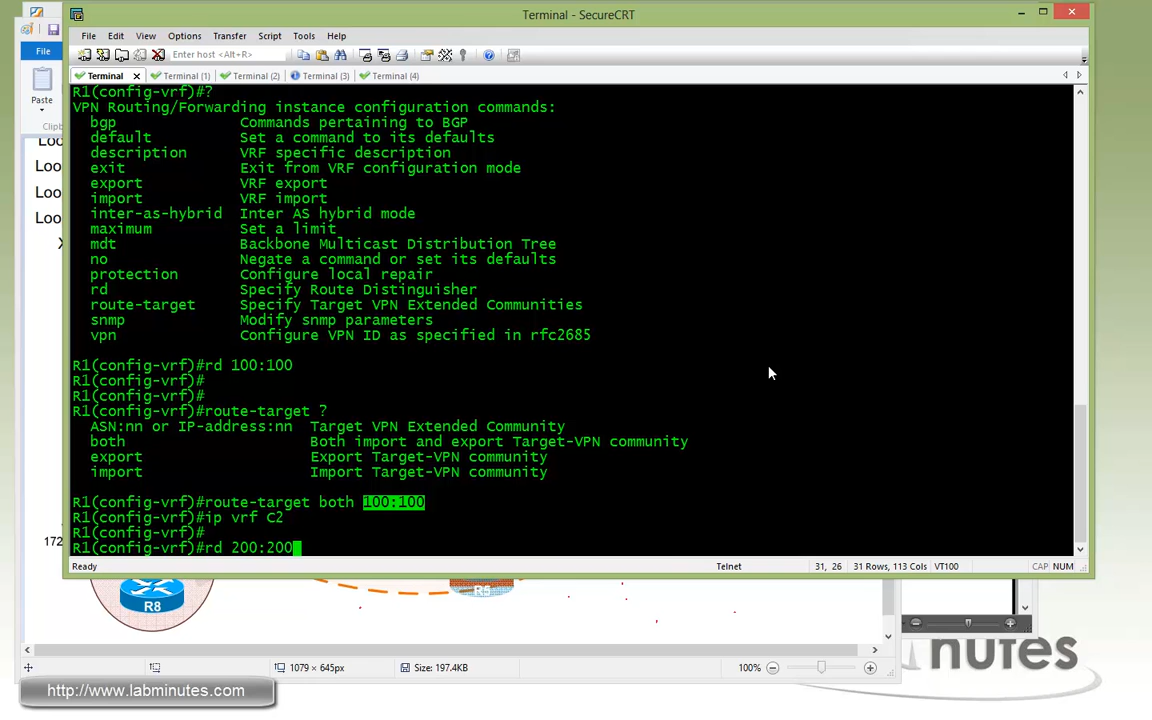 Terminal - SecureCRT
File Edit View Options Transfer Script Tools Help
Enter host <Alt+R>
Terminal Terminal (1) Terminal (2) Terminal (3) Terminal (4)
File
Paste
Clipb
Loo
Loo
Loo
Loo
172
R1(config-vrf)#?
VPN Routing/Forwarding instance configuration commands:
bgp Commands pertaining to BGP
default Set a command to its defaults
description VRF specific description
exit Exit from VRF configuration mode
export VRF export
import VRF import
inter-as-hybrid Inter AS hybrid mode
maximum Set a limit
mdt Backbone Multicast Distribution Tree
no Negate a command or set its defaults
protection Configure local repair
rd Specify Route Distinguisher
route-target Specify Target VPN Extended Communities
snmp Modify snmp parameters
vpn Configure VPN ID as specified in rfc2685
R1(config-vrf)#rd 100:100
R1(config-vrf)#
R1(config-vrf)#
R1(config-vrf)#route-target ?
ASN:nn or IP-address:nn Target VPN Extended Community
both Both import and export Target-VPN community
export Export Target-VPN community
import Import Target-VPN community
R1(config-vrf)#route-target both 100:100
R1(config-vrf)#ip vrf C2
R1(config-vrf)#
R1(config-vrf)#rd 200:200
Ready Telnet 31, 26 31 Rows, 113 Cols VT100 CAP NUM
R8
1079 × 645px Size: 197.4KB 100%
nutes
http://www.labminutes.com